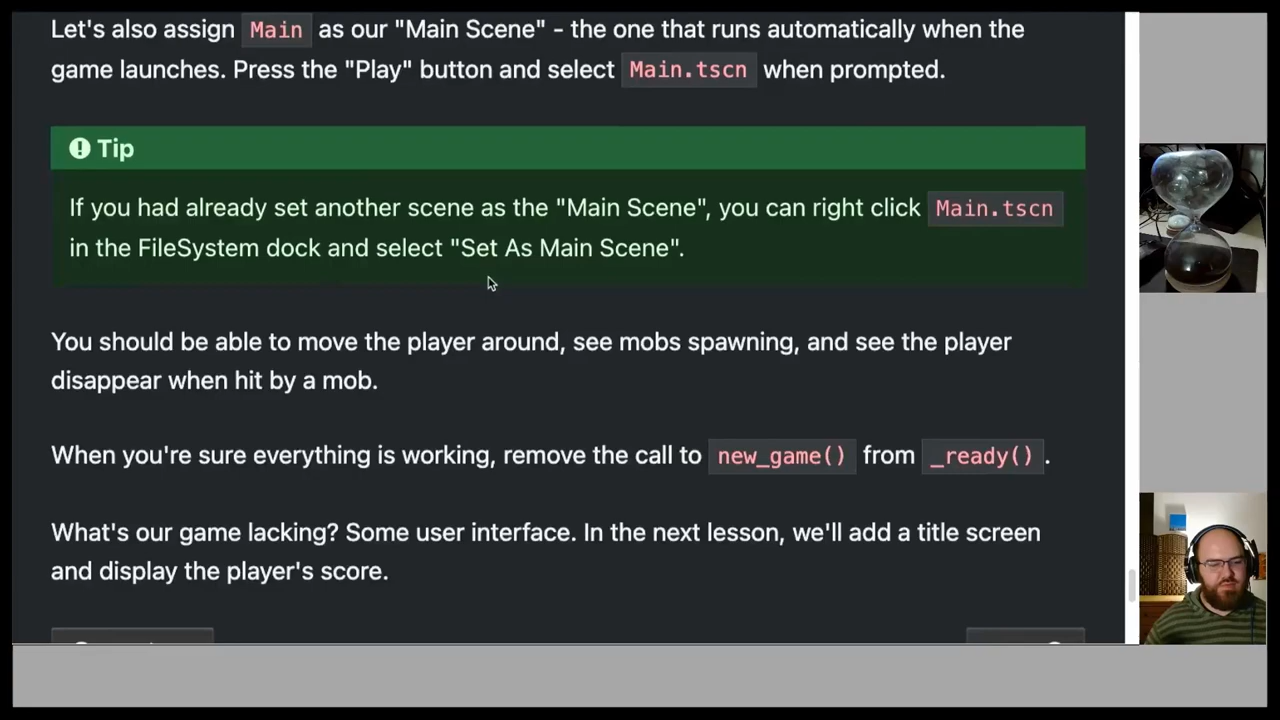 Let's also assign Main as our "Main Scene" - the one that runs automatically when the
game launches. Press the "Play" button and select Main.tscn when prompted.
Tip
If you had already set another scene as the "Main Scene", you can right click Main.tscn
in the FileSystem dock and select "Set As Main Scene".
You should be able to move the player around, see mobs spawning, and see the player
disappear when hit by a mob.
When you're sure everything is working, remove the call to new_game() from _ready().
What's our game lacking? Some user interface. In the next lesson, we'll add a title screen
and display the player's score.